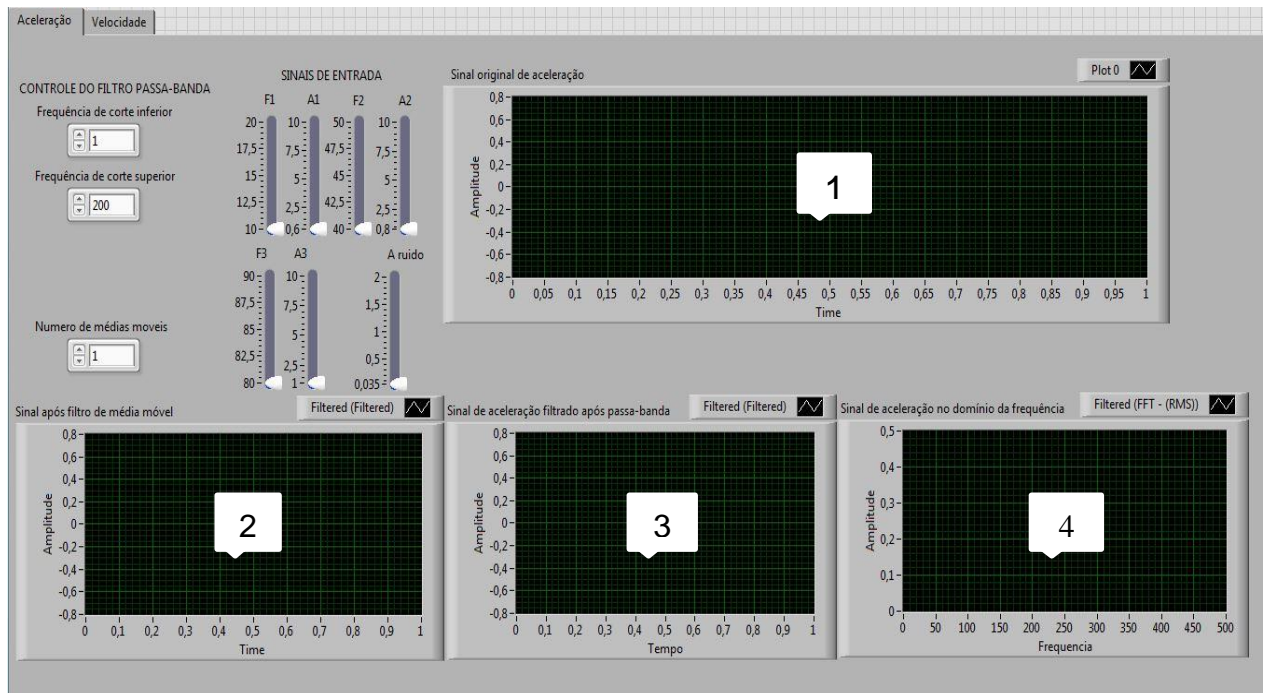 Aceleração Velocidade
CONTROLE DO FILTRO PASSA-BANDA
Frequência de corte inferior
1
Frequência de corte superior
200
Numero de médias moveis
1
SINAIS DE ENTRADA
F1 A1 F2 A2
20 10 50 10
17,5 7,5 47,5 7,5
15 5 45 5
12,5 2,5 42,5 2,5
10 0,6 40 0,8
F3 A3 A ruido
90 10 2
87,5 7,5 1,5
85 5 1
82,5 2,5 0,5
80 1 0,035
Sinal original de aceleração Plot 0
Amplitude
0,8
0,6
0,4
0,2
0
-0,2
-0,4
-0,6
-0,8
1
0 0,05 0,1 0,15 0,2 0,25 0,3 0,35 0,4 0,45 0,5 0,55 0,6 0,65 0,7 0,75 0,8 0,85 0,9 0,95 1
Time
Sinal após filtro de média móvel Filtered (Filtered)
Amplitude
0,8
0,6
0,4
0,2
0
-0,2
-0,4
-0,6
-0,8
2
0 0,1 0,2 0,3 0,4 0,5 0,6 0,7 0,8 0,9 1
Time
Sinal de aceleração filtrado após passa-banda Filtered (Filtered)
Amplitude
0,8
0,6
0,4
0,2
0
-0,2
-0,4
-0,6
-0,8
3
0 0,1 0,2 0,3 0,4 0,5 0,6 0,7 0,8 0,9 1
Tempo
Sinal de aceleração no domínio da frequência Filtered (FFT - (RMS))
Amplitude
0,5
0,4
0,3
0,2
0,1
0
4
0 50 100 150 200 250 300 350 400 450 500
Frequencia